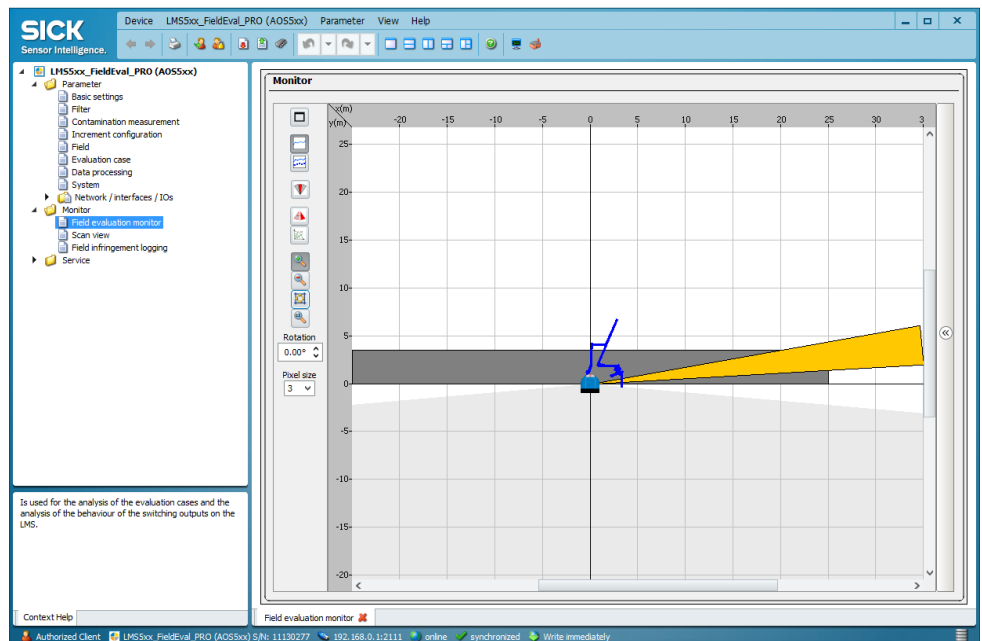 SICK
Sensor Intelligence.
Device LMS5xx_FieldEval_PRO (AOS5xx) Parameter View Help
LMS5xx_FieldEval_PRO (AOS5xx)
Parameter
Basic settings
Filter
Contamination measurement
Increment configuration
Field
Evaluation case
Data processing
System
Network / interfaces / IOs
Monitor
Field evaluation monitor
Scan view
Field infringement logging
Service
Is used for the analysis of the evaluation cases and the
analysis of the behaviour of the switching outputs on the
LMS.
Context Help
Monitor
x(m)
y(m)
-20 -15 -10 -5 0 5 10 15 20 25 30 3
25
20
15
10
5
0
-5
-10
-15
-20
Rotation
0.00°
Pixel size
3
Field evaluation monitor
Authorized Client LMS5xx_FieldEval_PRO (AOS5xx) S/N: 11130277 192.168.0.1:2111 online synchronized Write immediately